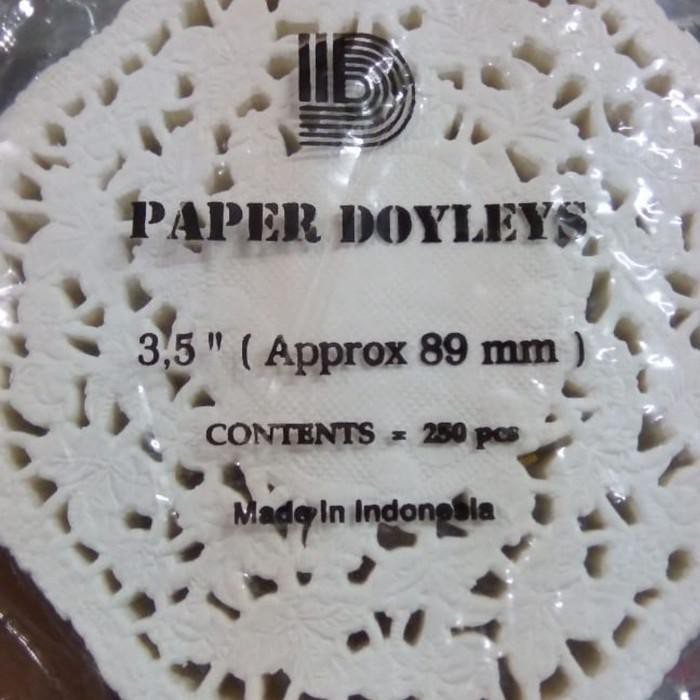 PAPER DOYLEYS
3,5" ( Approx 89 mm )
CONTENTS = 250 pcs
Made In Indonesia